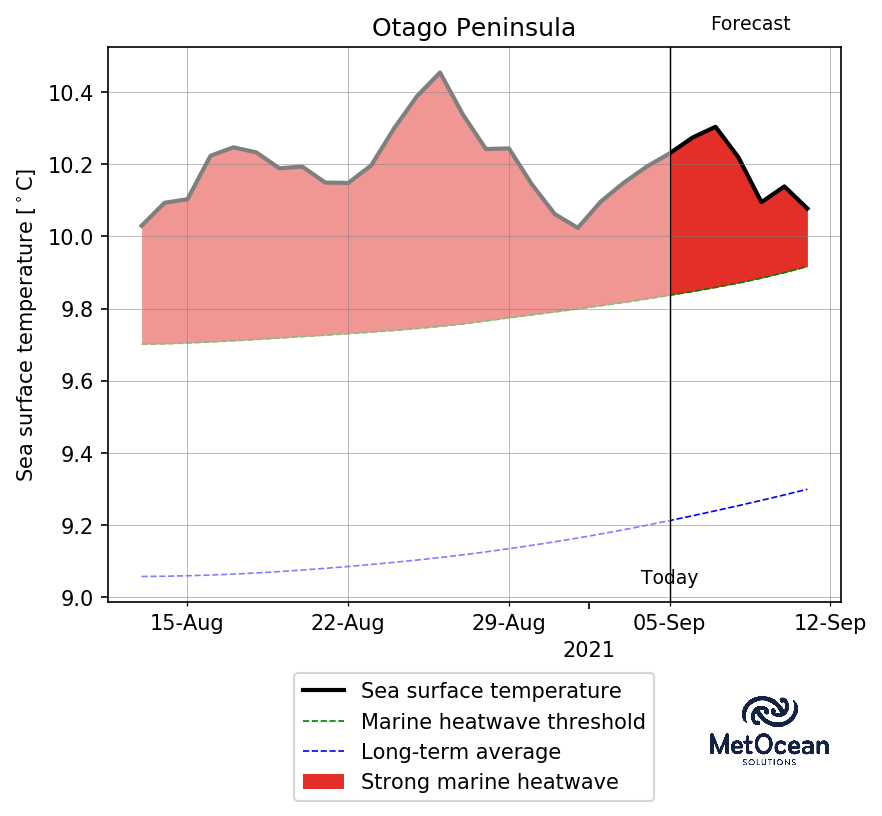 Otago Peninsula
Forecast
Sea surface temperature [°C]
10.4
10.2
10.0
9.8
9.6
9.4
9.2
9.0
Today
15-Aug 22-Aug 29-Aug 05-Sep 12-Sep
2021
Sea surface temperature
Marine heatwave threshold
Long-term average
Strong marine heatwave
MetOcean
SOLUTIONS